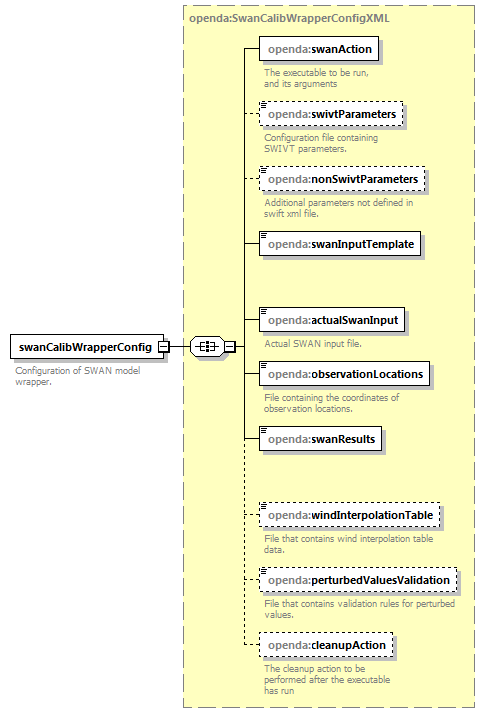 openda:SwanCalibWrapperConfigXML
openda:swanAction
The executable to be run,
and its arguments
openda:swivtParameters
Configuration file containing
SWIVT parameters.
openda:nonSwivtParameters
Additional parameters not defined in
swift xml file.
openda:swanInputTemplate
openda:actualSwanInput
Actual SWAN input file.
swanCalibWrapperConfig
Configuration of SWAN model
wrapper.
openda:observationLocations
File containing the coordinates of
observation locations.
openda:swanResults
openda:windInterpolationTable
File that contains wind interpolation table
data.
openda:perturbedValuesValidation
File that contains validation rules for perturbed
values.
openda:cleanupAction
The cleanup action to be
performed after the executable
has run